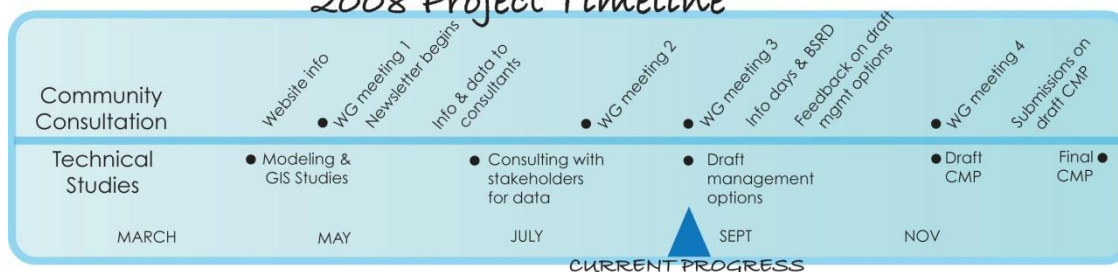 2008 Project Timeline
Community
Consultation
Website info
WG meeting 1
Newsletter begins
Info & data to
consultants
WG meeting 2
WG meeting 3
Info days & BSRD
Feedback on draft
mgmt options
WG meeting 4
Submissions on
draft CMP
Technical
Studies
Modeling &
GIS Studies
Consulting with
stakeholders
for data
Draft
management
options
Draft
CMP
Final
CMP
MARCH MAY JULY SEPT NOV
CURRENT PROGRESS